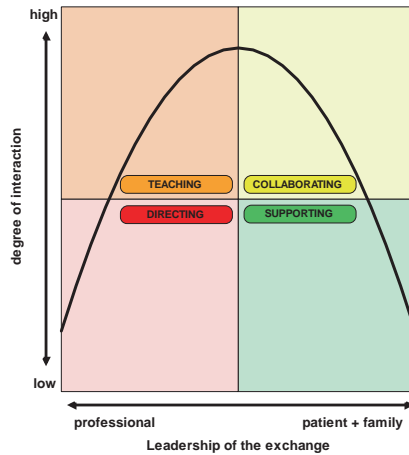 high
degree of interaction
TEACHING
COLLABORATING
DIRECTING
SUPPORTING
low
professional
patient + family
Leadership of the exchange